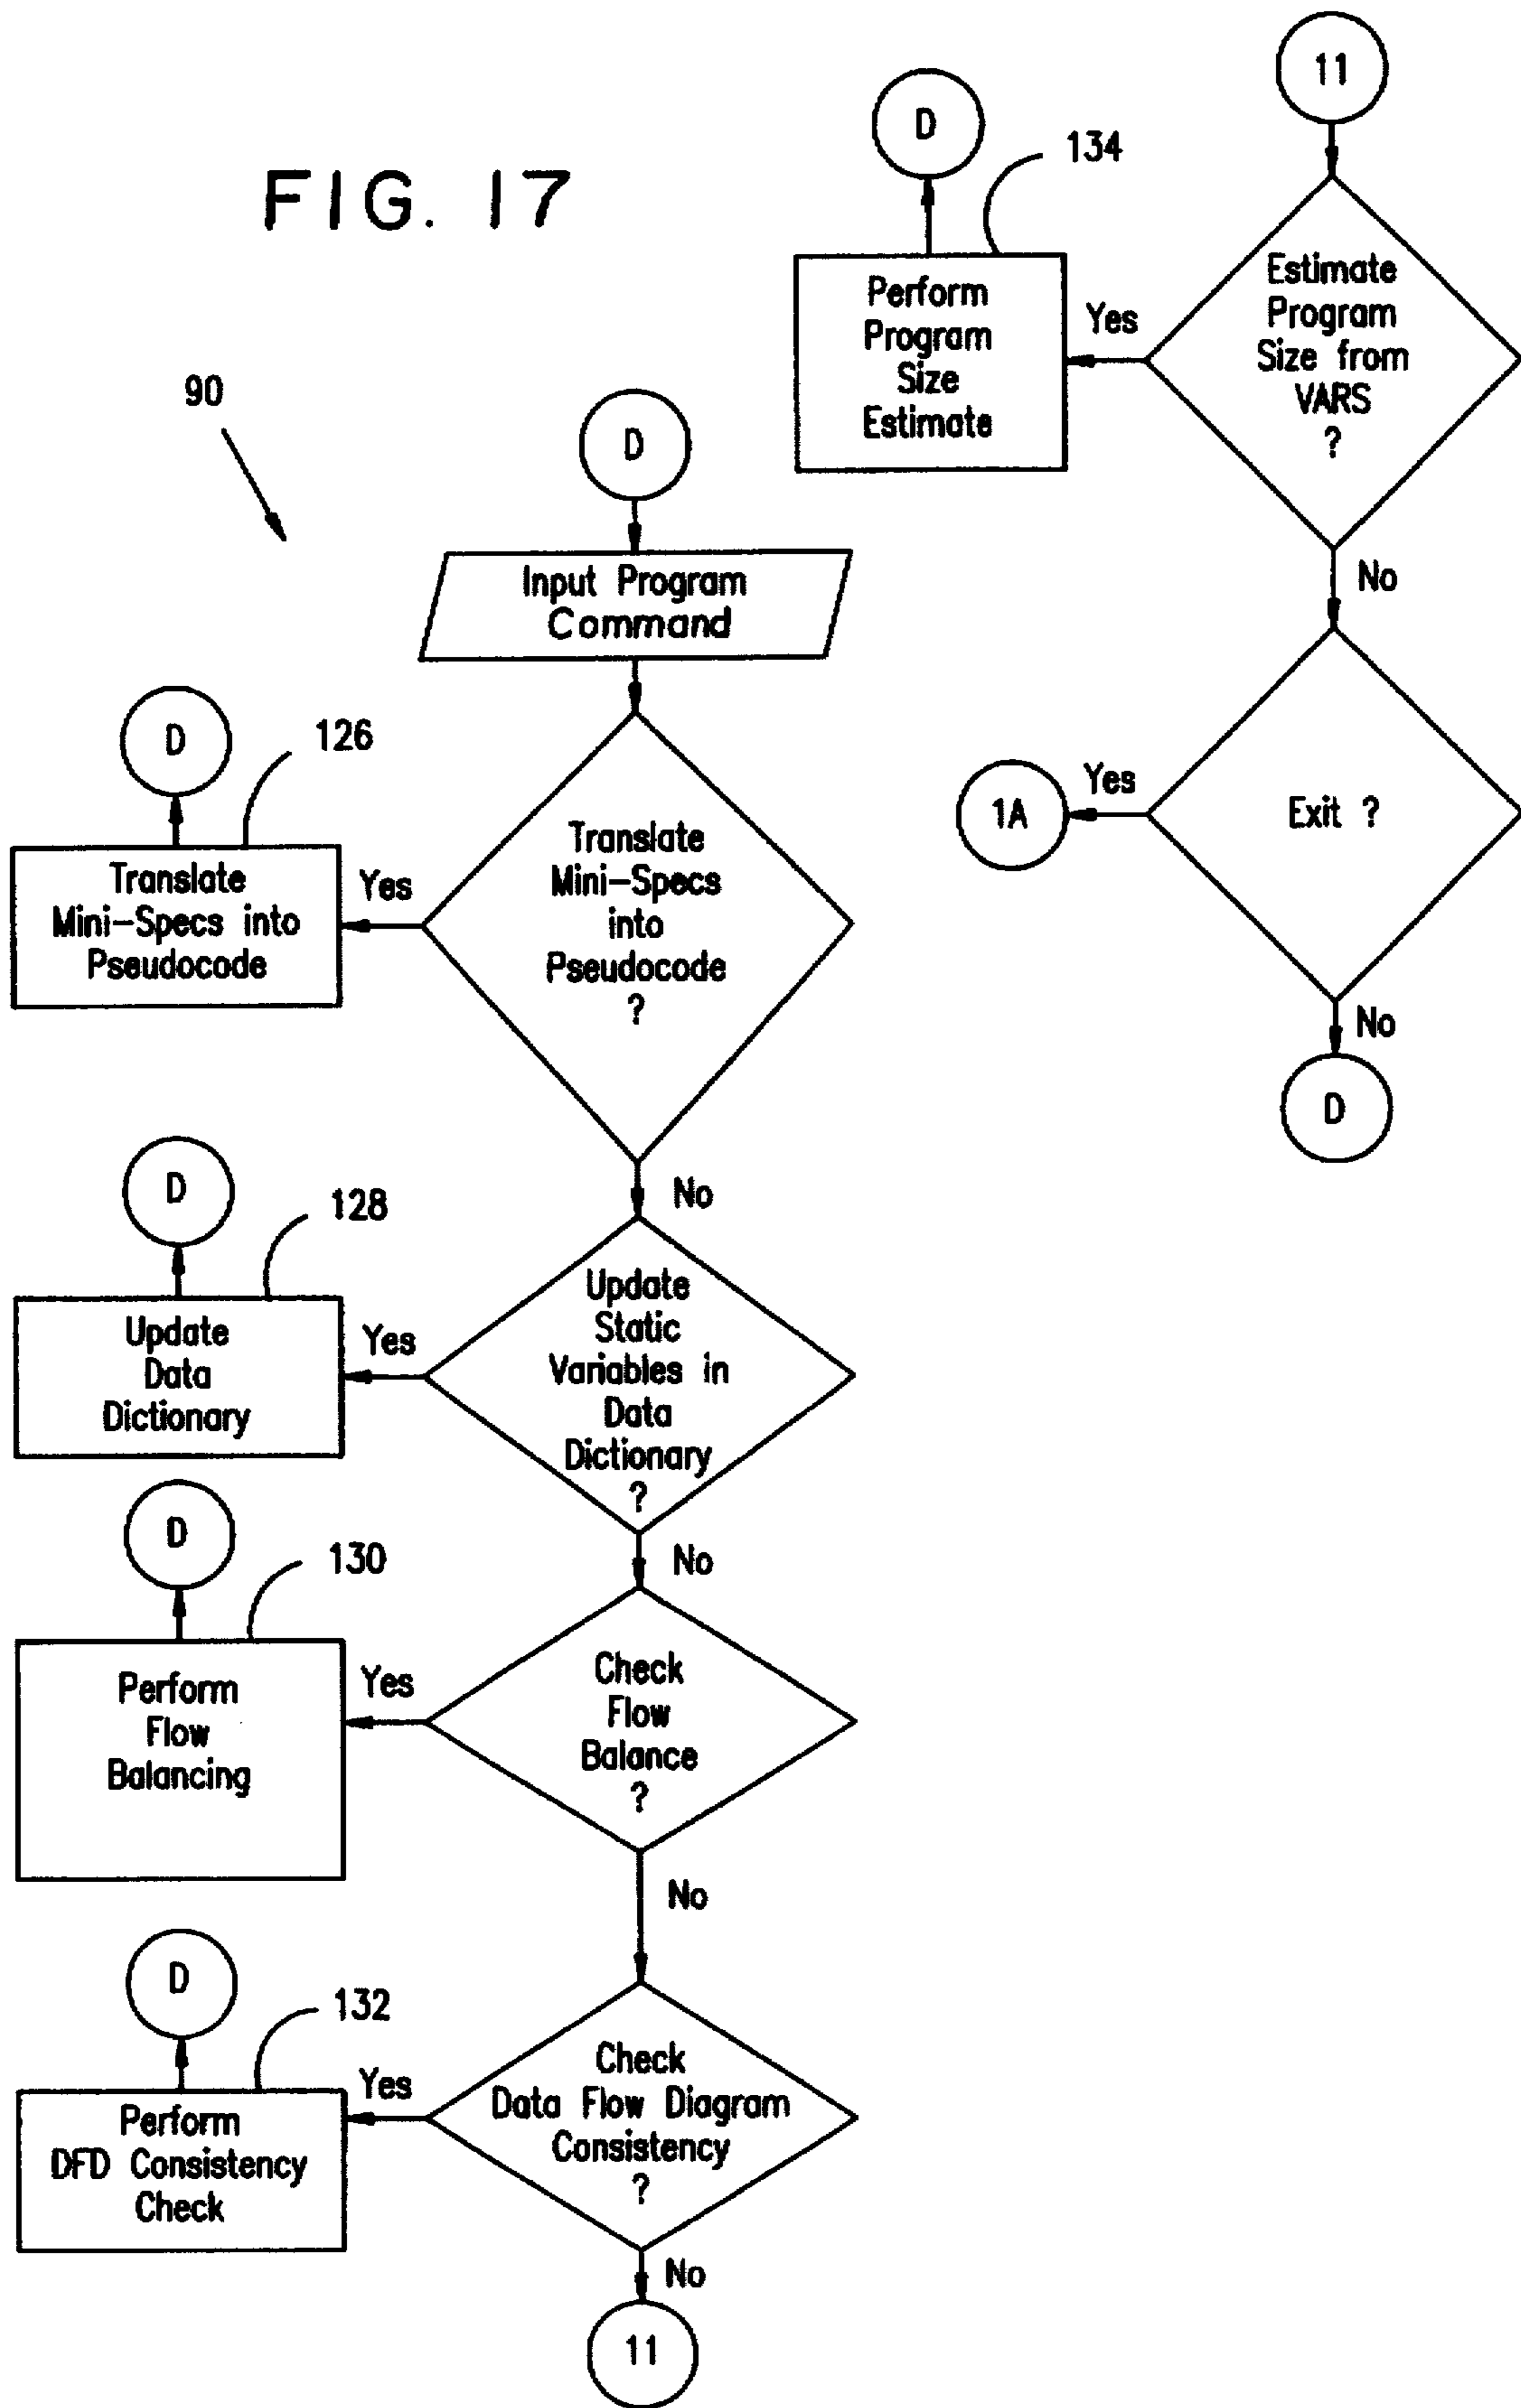 FIG. 17
90
D
Input Program
Command
Translate
Mini-Specs
into
Pseudocode
?
Yes
126
Translate
Mini-Specs into
Pseudocode
D
No
Update
Static
Variables in
Data
Dictionary
?
Yes
128
Update
Data
Dictionary
D
No
Check
Flow
Balance
?
Yes
130
Perform
Flow
Balancing
D
No
Check
Data Flow Diagram
Consistency
?
Yes
132
Perform
DFD Consistency
Check
D
No
11
11
Estimate
Program
Size from
VARS
?
Yes
134
Perform
Program
Size
Estimate
D
No
Exit ?
Yes
1A
No
D